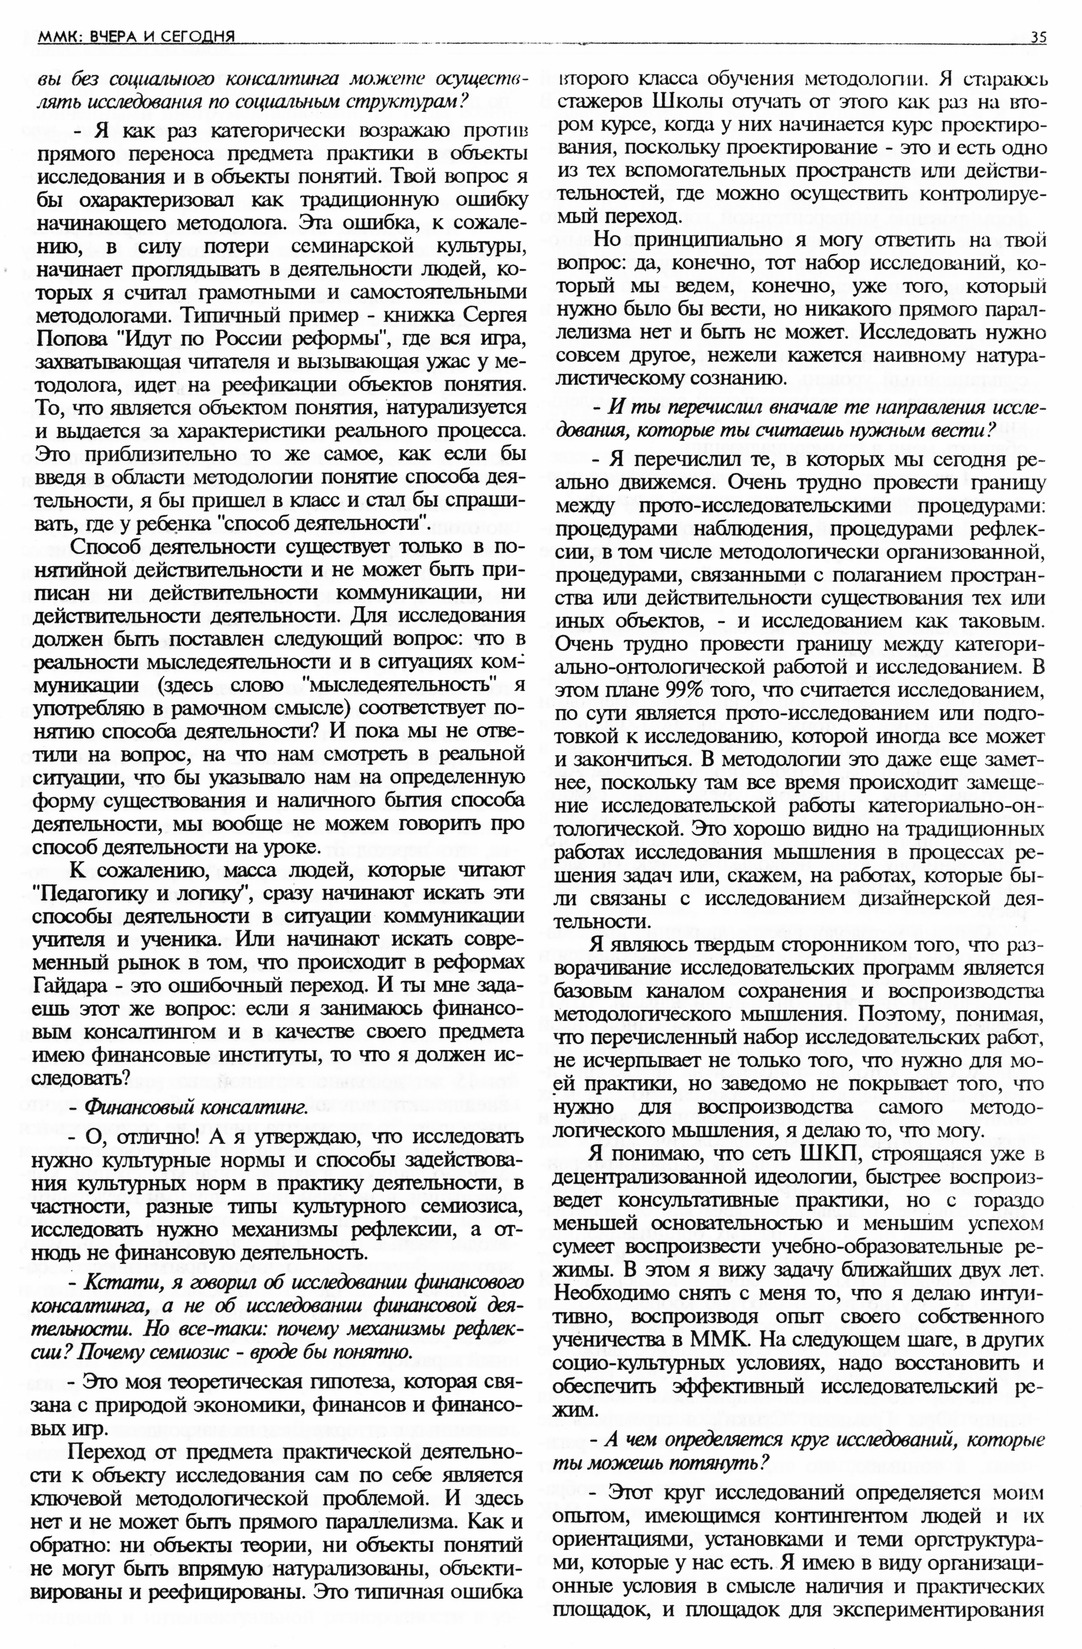 ММК: ВЧЕРА И СЕГОДНЯ 35
вы без социального консалтинга можете осуществ-
лять исследования по социальным структурам?
- Я как раз категорически возражаю против
прямого переноса предмета практики в объекты
исследования и в объекты понятий. Твой вопрос я
бы охарактеризовал как традиционную ошибку
начинающего методолога. Эта ошибка, к сожале-
нию, в силу потери семинарской культуры,
начинает проглядывать в деятельности людей, ко-
торых я считал грамотными и самостоятельными
методологами. Типичный пример - книжка Сергея
Попова "Идут по России реформы", где вся игра,
захватывающая читателя и вызывающая ужас у ме-
тодолога, идет на реефикации объектов понятия.
То, что является объектом понятия, натурализуется
и выдается за характеристики реального процесса.
Это приблизительно то же самое, как если бы
введя в области методологии понятие способа дея-
тельности, я бы пришел в класс и стал бы спраши-
вать, где у ребенка "способ деятельности".
Способ деятельности существует только в по-
нятийной действительности и не может быть при-
писан ни действительности коммуникации, ни
действительности деятельности. Для исследования
должен быть поставлен следующий вопрос: что в
реальности мыследеятельности и в ситуациях ком-
муникации (здесь слово "мыследеятельность" я
употребляю в рамочном смысле) соответствует по-
нятию способа деятельности? И пока мы не отве-
тили на вопрос, на что нам смотреть в реальной
ситуации, что бы указывало нам на определенную
форму существования и наличного бытия способа
деятельности, мы вообще не можем говорить про
способ деятельности на уроке.
К сожалению, масса людей, которые читают
"Педагогику и логику", сразу начинают искать эти
способы деятельности в ситуации коммуникации
учителя и ученика. Или начинают искать совре-
менный рынок в том, что происходит в реформах
Гайдара - это ошибочный переход. И ты мне зада-
ешь этот же вопрос: если я занимаюсь финансо-
вым консалтингом и в качестве своего предмета
имею финансовые институты, то что я должен ис-
следовать?
- Финансовый консалтинг.
- О, отлично! А я утверждаю, что исследовать
нужно культурные нормы и способы задействова-
ния культурных норм в практику деятельности, в
частности, разные типы культурного семиозиса,
исследовать нужно механизмы рефлексии, а от-
нюдь не финансовую деятельность.
- Кстати, я говорил об исследовании финансового
консалтинга, а не об исследовании финансовой дея-
тельности. Но все-таки: почему механизмы рефлек-
сии? Почему семиозис - вроде бы понятно.
- Это моя теоретическая гипотеза, которая свя-
зана с природой экономики, финансов и финансо-
вых игр.
Переход от предмета практической деятельно-
сти к объекту исследования сам по себе является
ключевой методологической проблемой. И здесь
нет и не может быть прямого параллелизма. Как и
обратно: ни объекты теории, ни объекты понятий
не могут быть впрямую натурализованы, объекти-
вированы и реефицированы. Это типичная ошибка
второго класса обучения методологии. Я стараюсь
стажеров Школы отучать от этого как раз на вто-
ром курсе, когда у них начинается курс проектиро-
вания, поскольку проектирование - это и есть одно
из тех вспомогательных пространств или действи-
тельностей, где можно осуществить контролируе-
мый переход.
Но принципиально я могу ответить на твой
вопрос: да, конечно, тот набор исследований, ко-
торый мы ведем, конечно, уже того, который
нужно было бы вести, но никакого прямого парал-
лелизма нет и быть не может. Исследовать нужно
совсем другое, нежели кажется наивному натура-
листическому сознанию.
- И ты перечислил вначале те направления иссле-
дования, которые ты считаешь нужным вести?
- Я перечислил те, в которых мы сегодня ре-
ально движемся. Очень трудно провести границу
между прото-исследовательскими процедурами:
процедурами наблюдения, процедурами рефлек-
сии, в том числе методологически организованной,
процедурами, связанными с полаганием простран-
ства или действительности существования тех или
иных объектов, - и исследованием как таковым.
Очень трудно провести границу между категори-
ально-онтологической работой и исследованием. В
этом плане 99% того, что считается исследованием,
по сути является прото-исследованием или подго-
товкой к исследованию, которой иногда все может
и закончиться. В методологии это даже еще замет-
нее, поскольку там все время происходит замеще-
ние исследовательской работы категориально-он-
тологической. Это хорошо видно на традиционных
работах исследования мышления в процессах ре-
шения задач или, скажем, на работах, которые бы-
ли связаны с исследованием дизайнерской дея-
тельности.
Я являюсь твердым сторонником того, что раз-
ворачивание исследовательских программ является
базовым каналом сохранения и воспроизводства
методологического мышления. Поэтому, понимая,
что перечисленный набор исследовательских работ,
не исчерпывает не только того, что нужно для мо-
ей практики, но заведомо не покрывает того, что
нужно для воспроизводства самого методо-
логического мышления, я делаю то, что могу.
Я понимаю, что сеть ШКП, строящаяся уже в
децентрализованной идеологии, быстрее воспроиз-
ведет консультативные практики, но с гораздо
меньшей основательностью и меньшим успехом
сумеет воспроизвести учебно-образовательные ре-
жимы. В этом я вижу задачу ближайших двух лет.
Необходимо снять с меня то, что я делаю интуи-
тивно, воспроизводя опыт своего собственного
ученичества в ММК. На следующем шаге, в других
социо-культурных условиях, надо восстановить и
обеспечить эффективный исследовательский ре-
жим.
- А чем определяется круг исследований, которые
ты можешь потянуть?
- Этот круг исследований определяется моим
опытом, имеющимся контингентом людей и их
ориентациями, установками и теми оргструктура-
ми, которые у нас есть. Я имею в виду организаци-
онные условия в смысле наличия и практических
площадок, и площадок для экспериментирования